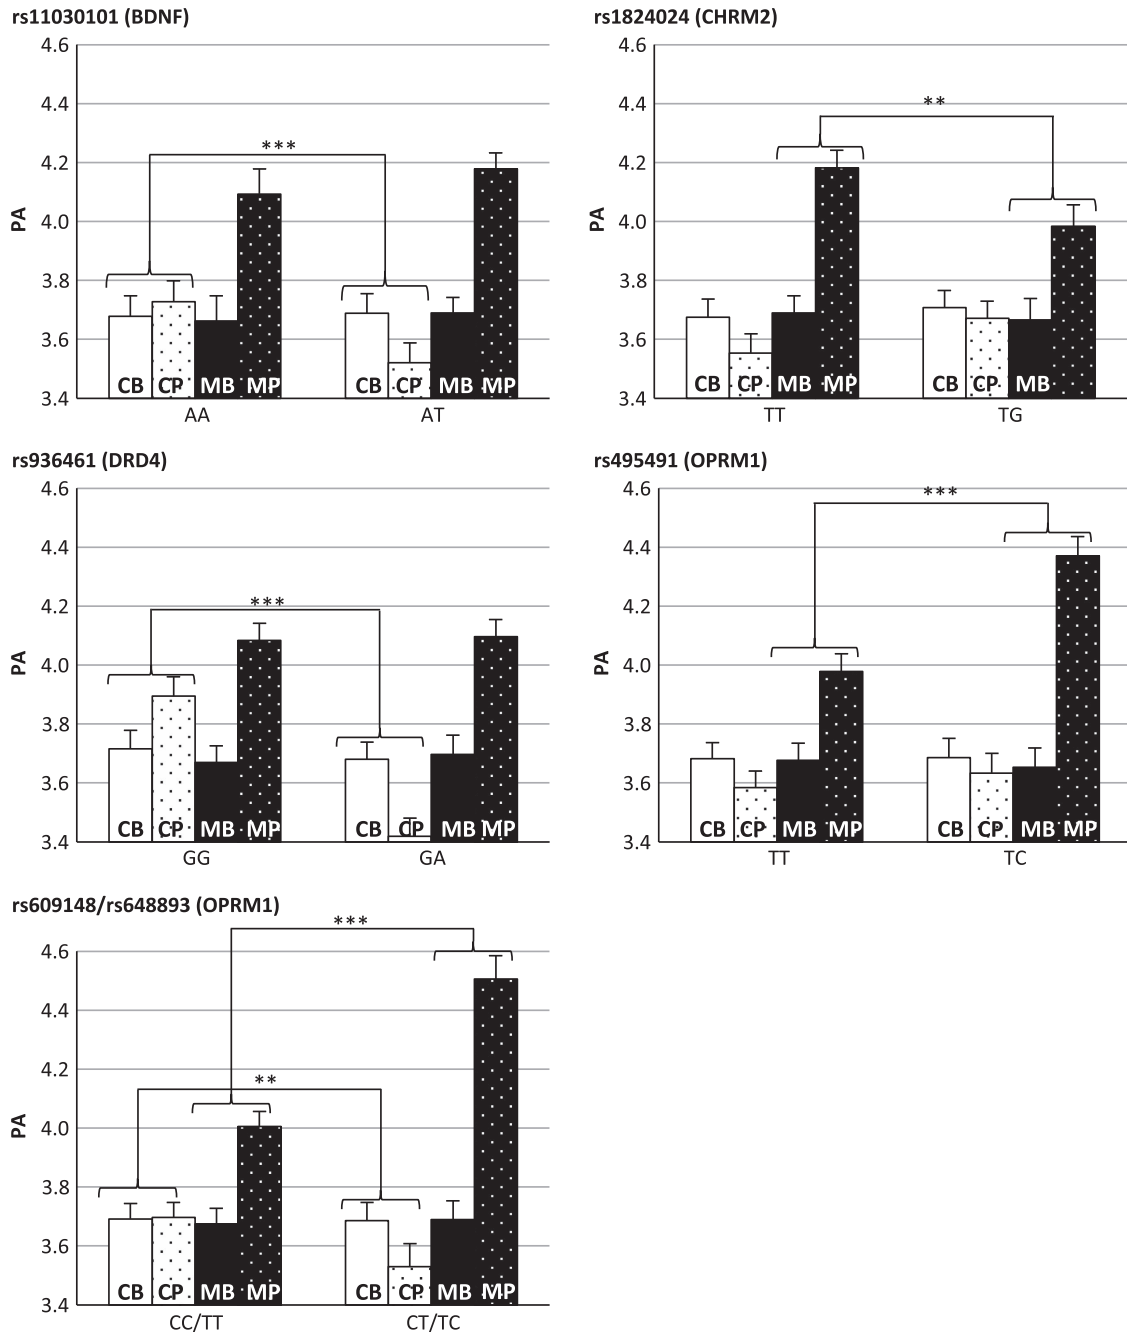 rs11030101 (BDNF)
4.6
4.4
4.2
4.0
3.8
3.6
3.4
PA
***
CB CP MB MP CB CP MB MP
AA AT
rs1824024 (CHRM2)
4.6
4.4
4.2
4.0
3.8
3.6
3.4
PA
**
CB CP MB MP CB CP MB
TT TG
rs936461 (DRD4)
4.6
4.4
4.2
4.0
3.8
3.6
3.4
PA
***
CB CP MB MP CB CP MB MP
GG GA
rs495491 (OPRM1)
4.6
4.4
4.2
4.0
3.8
3.6
3.4
PA
***
CB CP MB MP CB CP MB MP
TT TC
rs609148/rs648893 (OPRM1)
4.6
4.4
4.2
4.0
3.8
3.6
3.4
PA
***
**
CB CP MB MP CB CP MB MP
CC/TT CT/TC